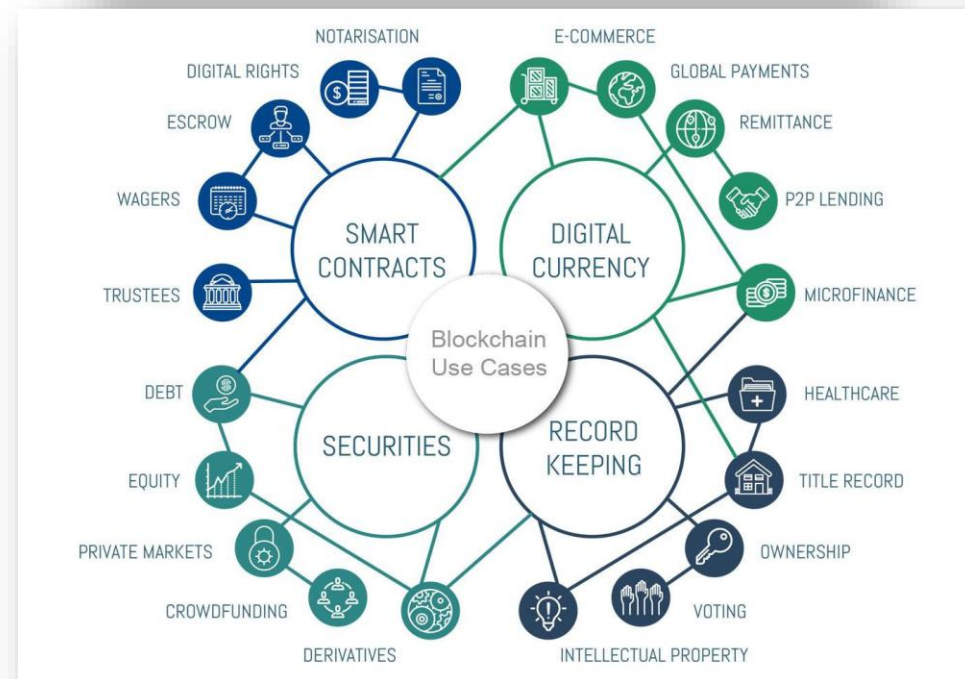 NOTARISATION
E-COMMERCE
DIGITAL RIGHTS
GLOBAL PAYMENTS
ESCROW
REMITTANCE
WAGERS
P2P LENDING
SMART
CONTRACTS
DIGITAL
CURRENCY
TRUSTEES
MICROFINANCE
Blockchain
Use Cases
DEBT
HEALTHCARE
SECURITIES
RECORD
KEEPING
EQUITY
TITLE RECORD
PRIVATE MARKETS
OWNERSHIP
CROWDFUNDING
VOTING
DERIVATIVES
INTELLECTUAL PROPERTY